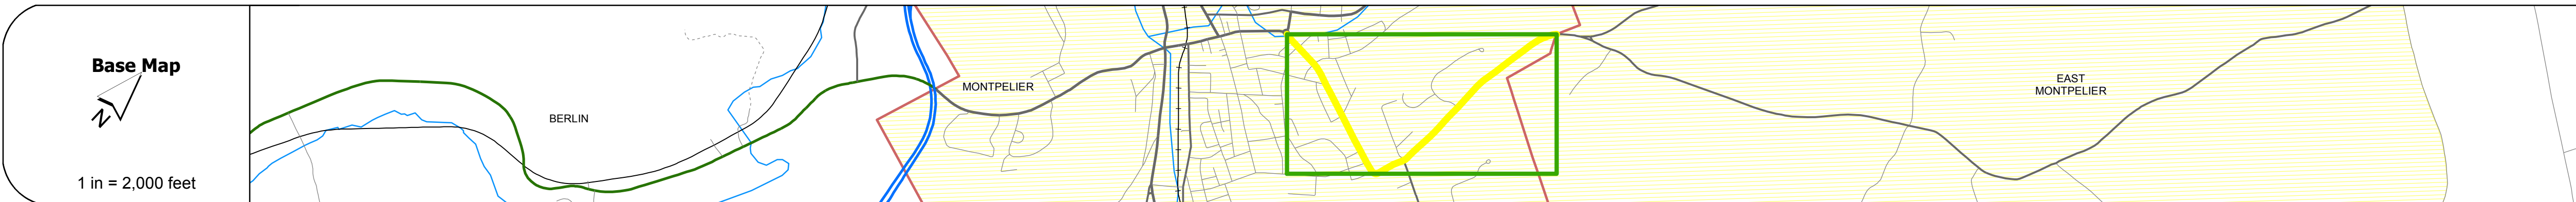 Base Map
N
1 in = 2,000 feet
BERLIN
MONTPELIER
EAST
MONTPELIER